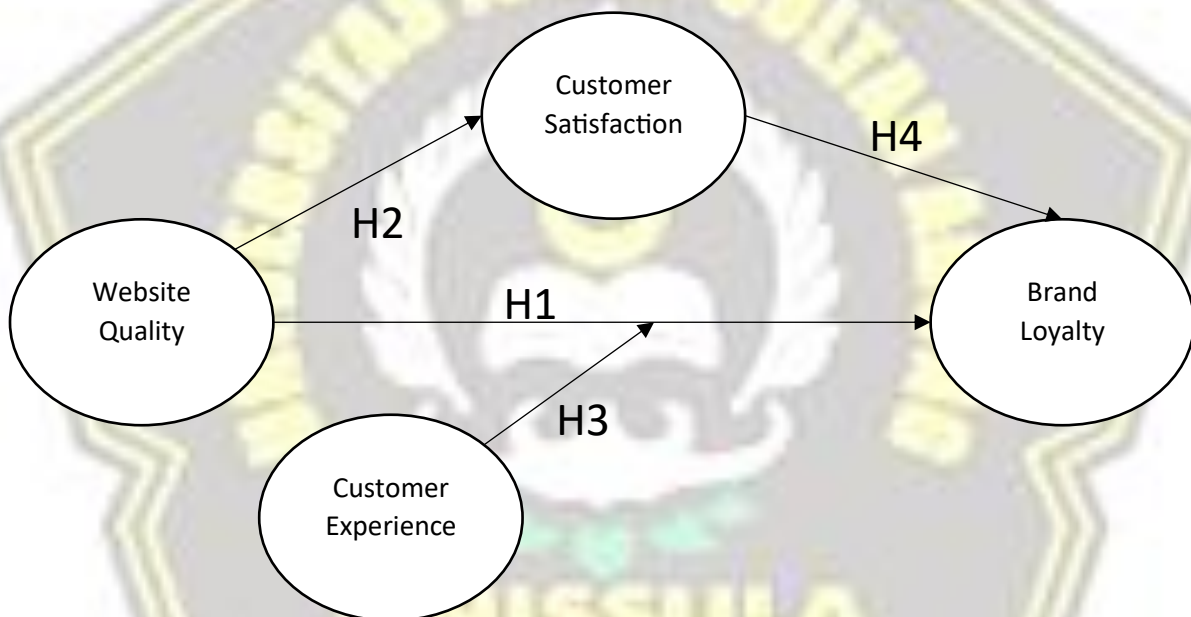 Customer
Satisfaction
H4
H2
Website
Quality
H1
Brand
Loyalty
H3
Customer
Experience